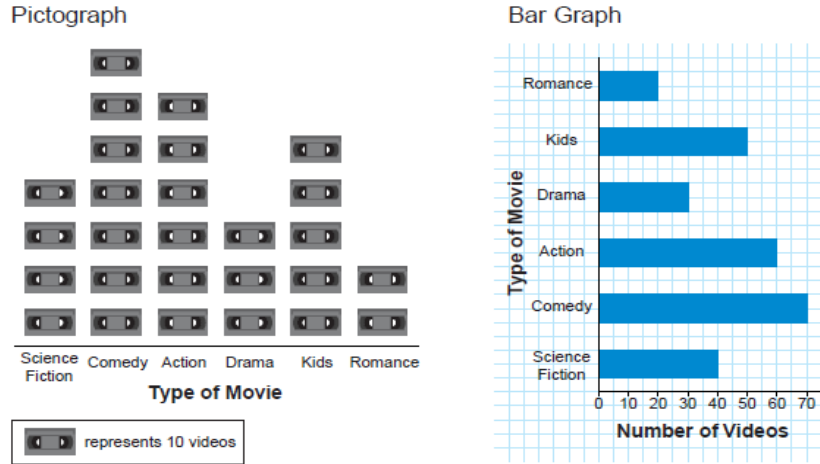 Pictograph
Science Fiction
Comedy
Action
Drama
Kids
Romance
Type of Movie
represents 10 videos
Bar Graph
Type of Movie
Romance
Kids
Drama
Action
Comedy
Science
Fiction
0 10 20 30 40 50 60 70
Number of Videos